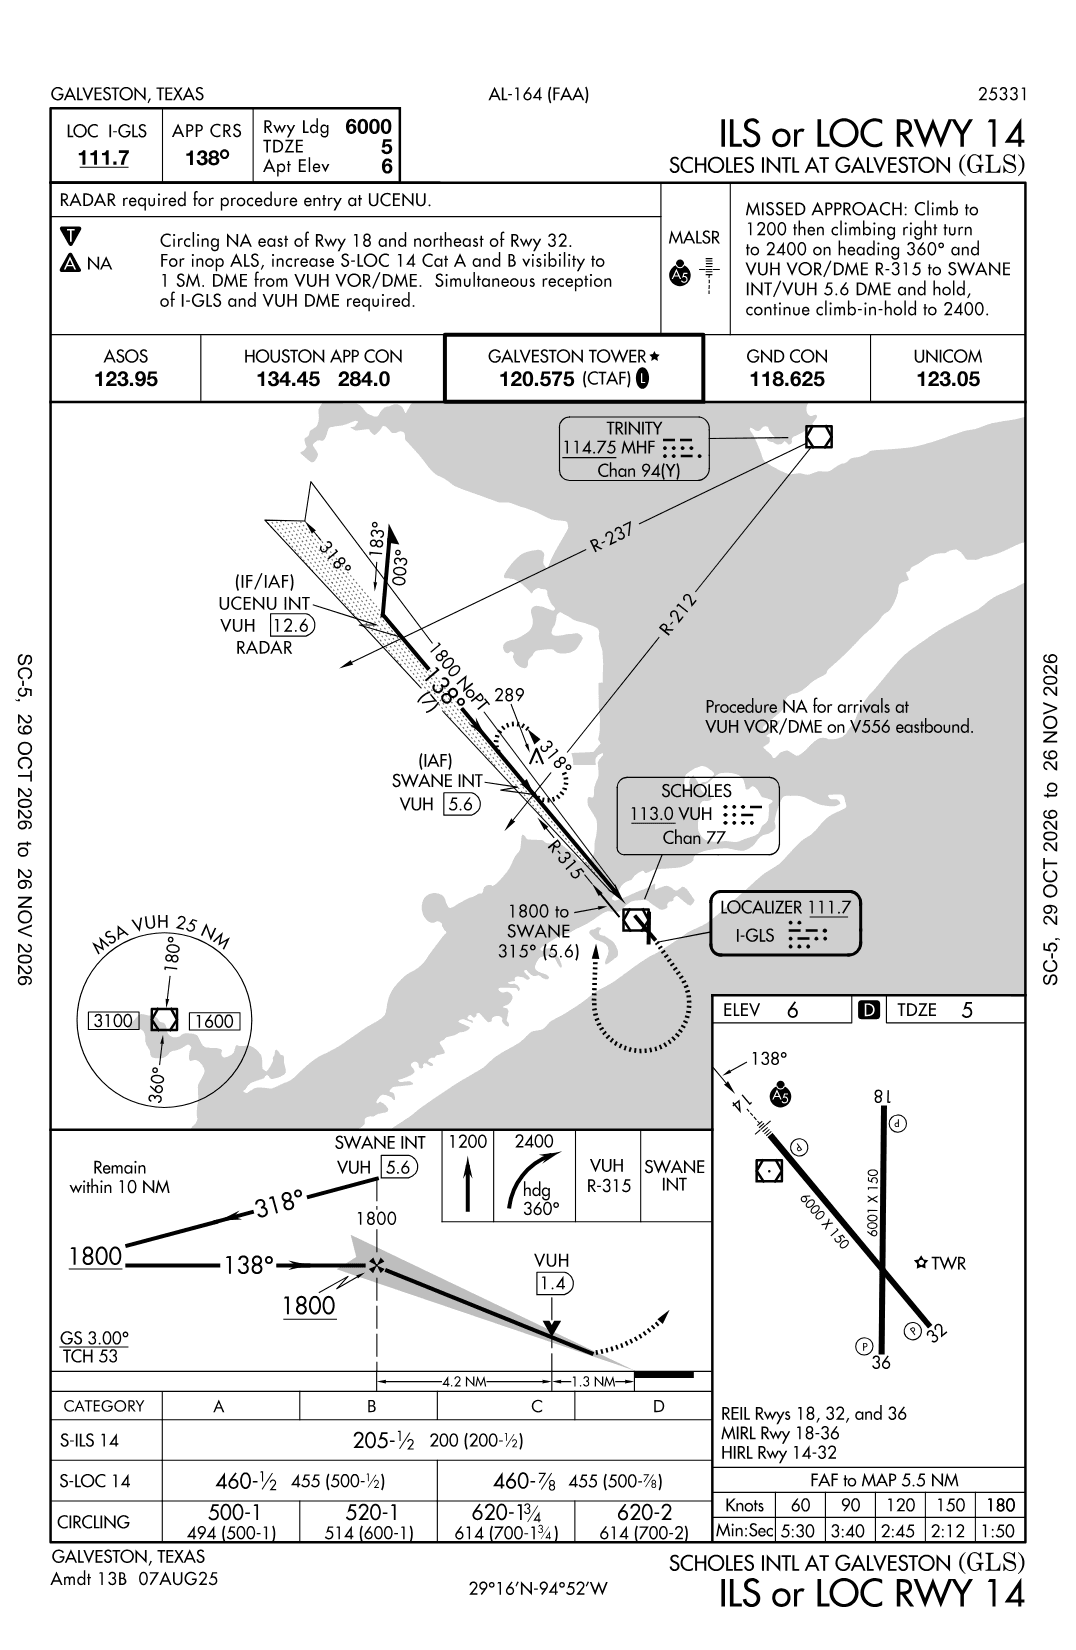 GALVESTON, TEXAS
AL-164 (FAA)
25331
LOC I-GLS
111.7
APP CRS
138°
Rwy Ldg 6000
TDZE 5
Apt Elev 6
ILS or LOC RWY 14
SCHOLES INTL AT GALVESTON (GLS)
RADAR required for procedure entry at UCENU.
T
A NA
Circling NA east of Rwy 18 and northeast of Rwy 32.
For inop ALS, increase S-LOC 14 Cat A and B visibility to
1 SM. DME from VUH VOR/DME. Simultaneous reception
of I-GLS and VUH DME required.
MALSR
A5
MISSED APPROACH: Climb to
1200 then climbing right turn
to 2400 on heading 360° and
VUH VOR/DME R-315 to SWANE
INT/VUH 5.6 DME and hold,
continue climb-in-hold to 2400.
ASOS
123.95
HOUSTON APP CON
134.45 284.0
GALVESTON TOWER★
120.575 (CTAF) L
GND CON
118.625
UNICOM
123.05
TRINITY
114.75 MHF
Chan 94(Y)
R-237
R-212
318°
183°
003°
(IF/IAF)
UCENU INT
VUH 12.6
RADAR
1800 NoPT
138°
(7)
289
318°
(IAF)
SWANE INT
VUH 5.6
Procedure NA for arrivals at
VUH VOR/DME on V556 eastbound.
SCHOLES
113.0 VUH
Chan 77
R-315
1800 to
SWANE
315° (5.6)
LOCALIZER 111.7
I-GLS
MSA VUH 25 NM
180°
3100
1600
360°
SC-5, 29 OCT 2026 to 26 NOV 2026
SC-5, 29 OCT 2026 to 26 NOV 2026
ELEV 6
D
TDZE 5
138°
A5
14
18
P
P
6000 X 150
6001 X 150
TWR
P
P
32
36
REIL Rwys 18, 32, and 36
MIRL Rwy 18-36
HIRL Rwy 14-32
FAF to MAP 5.5 NM
Knots 60 90 120 150 180
Min:Sec 5:30 3:40 2:45 2:12 1:50
Remain
within 10 NM
SWANE INT
VUH 5.6
318°
1800
1800
138°
1800
GS 3.00°
TCH 53
1200
2400
hdg
360°
VUH
R-315
SWANE
INT
VUH
1.4
4.2 NM
1.3 NM
CATEGORY A B C D
S-ILS 14 205-½ 200 (200-½)
S-LOC 14 460-½ 455 (500-½) 460-⅞ 455 (500-⅞)
CIRCLING
500-1
494 (500-1)
520-1
514 (600-1)
620-1¾
614 (700-1¾)
620-2
614 (700-2)
GALVESTON, TEXAS
Amdt 13B 07AUG25
29°16'N-94°52'W
SCHOLES INTL AT GALVESTON (GLS)
ILS or LOC RWY 14